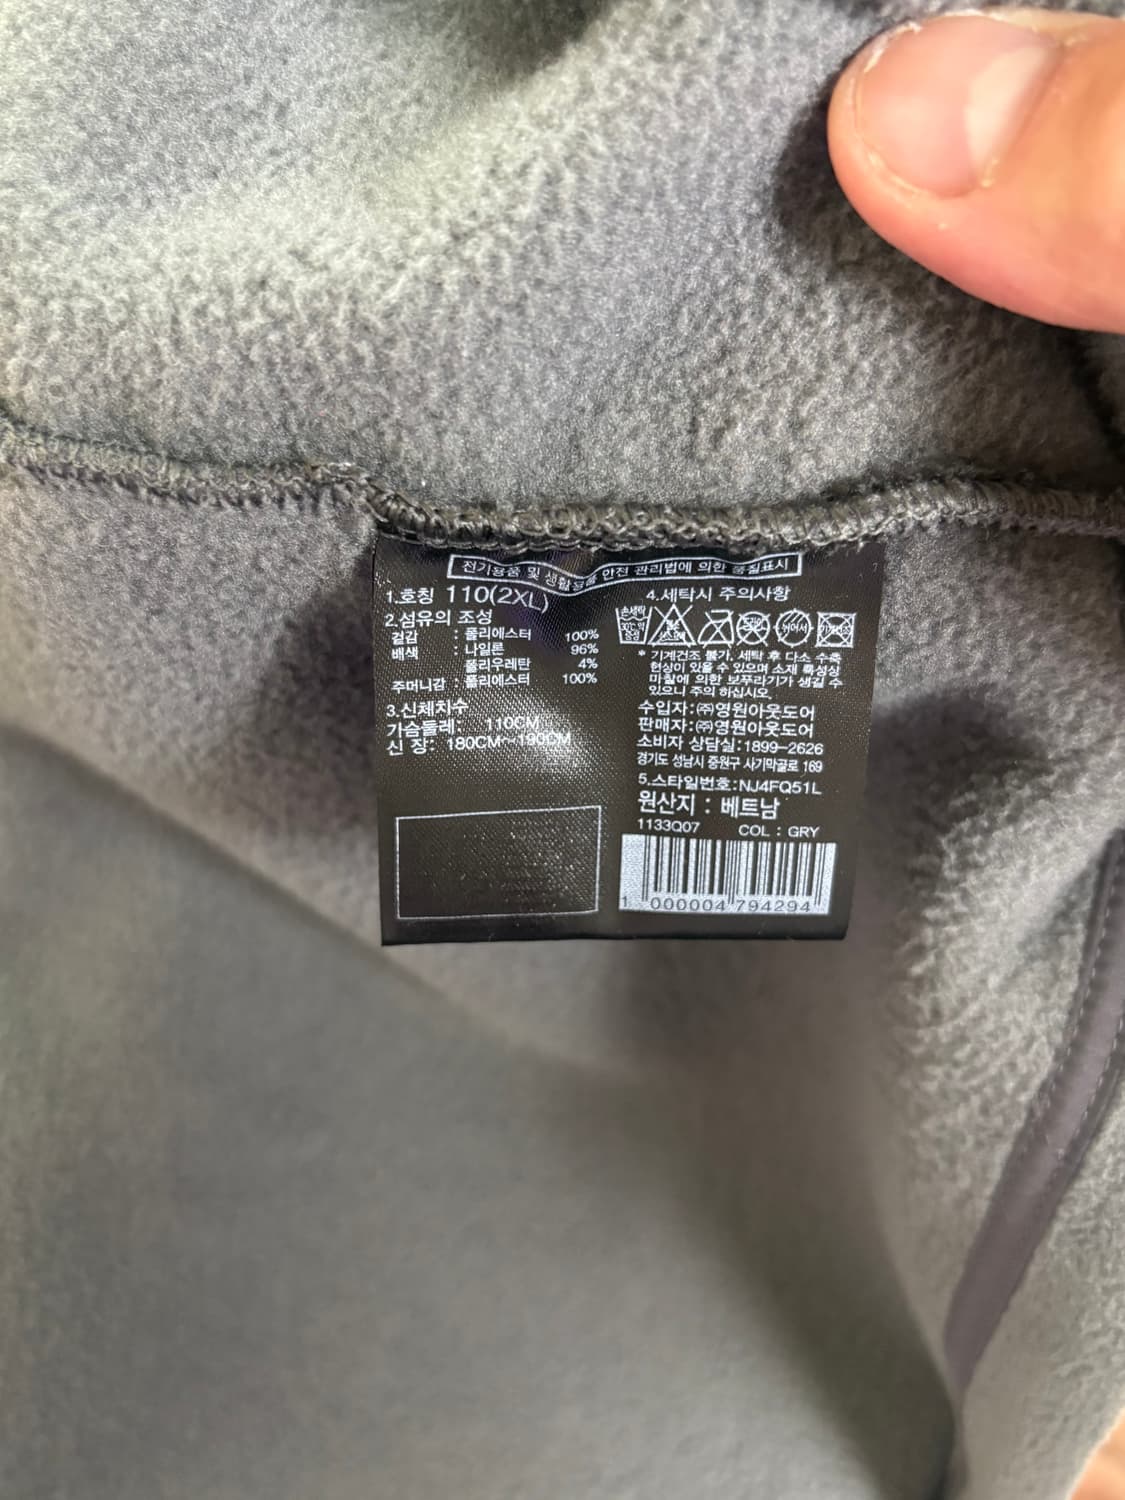 전기용품 및 생활용품 안전 관리법에 의한 품질표시
1.호칭 110(2XL)
2.섬유의 조성
겉감 : 폴리에스터 100%
배색 : 나일론 96%
폴리우레탄 4%
주머니감 : 폴리에스터 100%
3.신체치수
가슴둘레: 110CM
신 장: 180CM~190CM
4.세탁시 주의사항
손세탁
30℃ 약
중성
* 기계건조 불가, 세탁 후 다소 수축
현상이 있을 수 있으며 소재 특성상
마찰에 의한 보푸라기가 생길 수
있으니 주의 하십시오.
수입자:㈜영원아웃도어
판매자:㈜영원아웃도어
소비자 상담실:1899-2626
경기도 성남시 중원구 사기막골로 169
5.스타일번호:NJ4FQ51L
원산지 : 베트남
1133Q07 COL : GRY
1 000004 794294